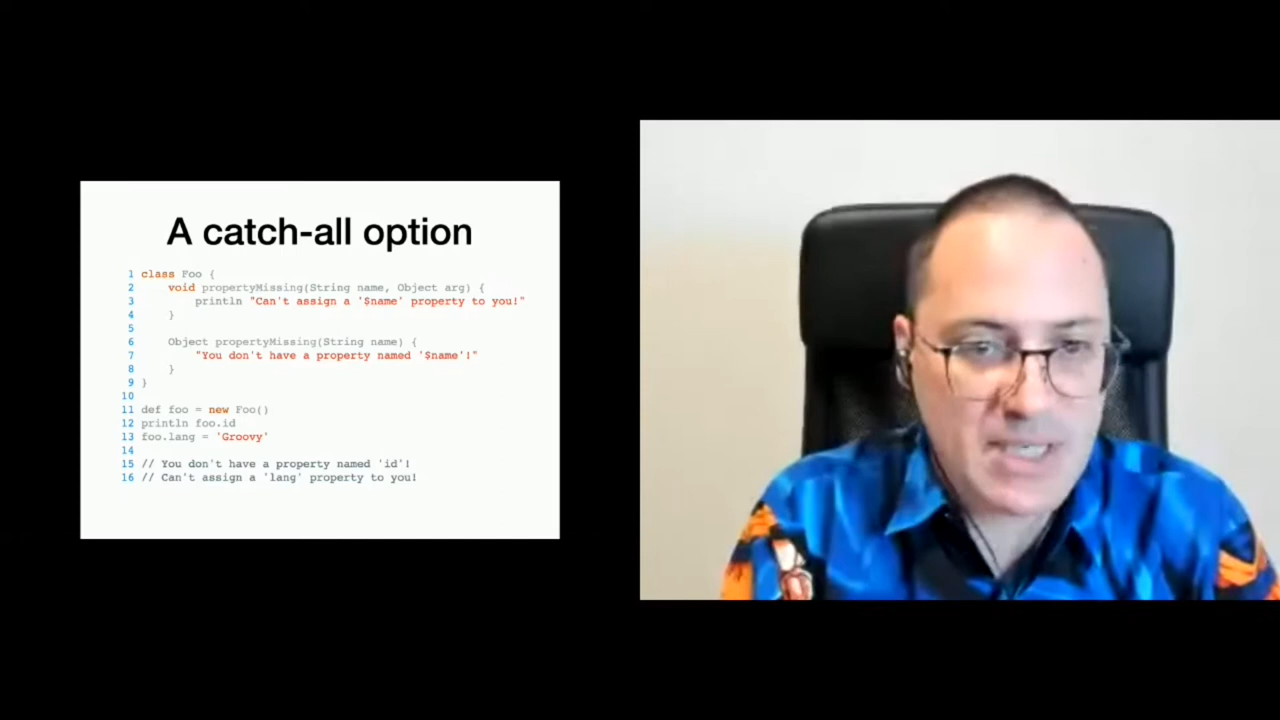 A catch-all option
1 class Foo {
2 void propertyMissing(String name, Object arg) {
3 println "Can't assign a '$name' property to you!"
4 }
5
6 Object propertyMissing(String name) {
7 "You don't have a property named '$name'!"
8 }
9 }
10
11 def foo = new Foo()
12 println foo.id
13 foo.lang = 'Groovy'
14
15 // You don't have a property named 'id'!
16 // Can't assign a 'lang' property to you!